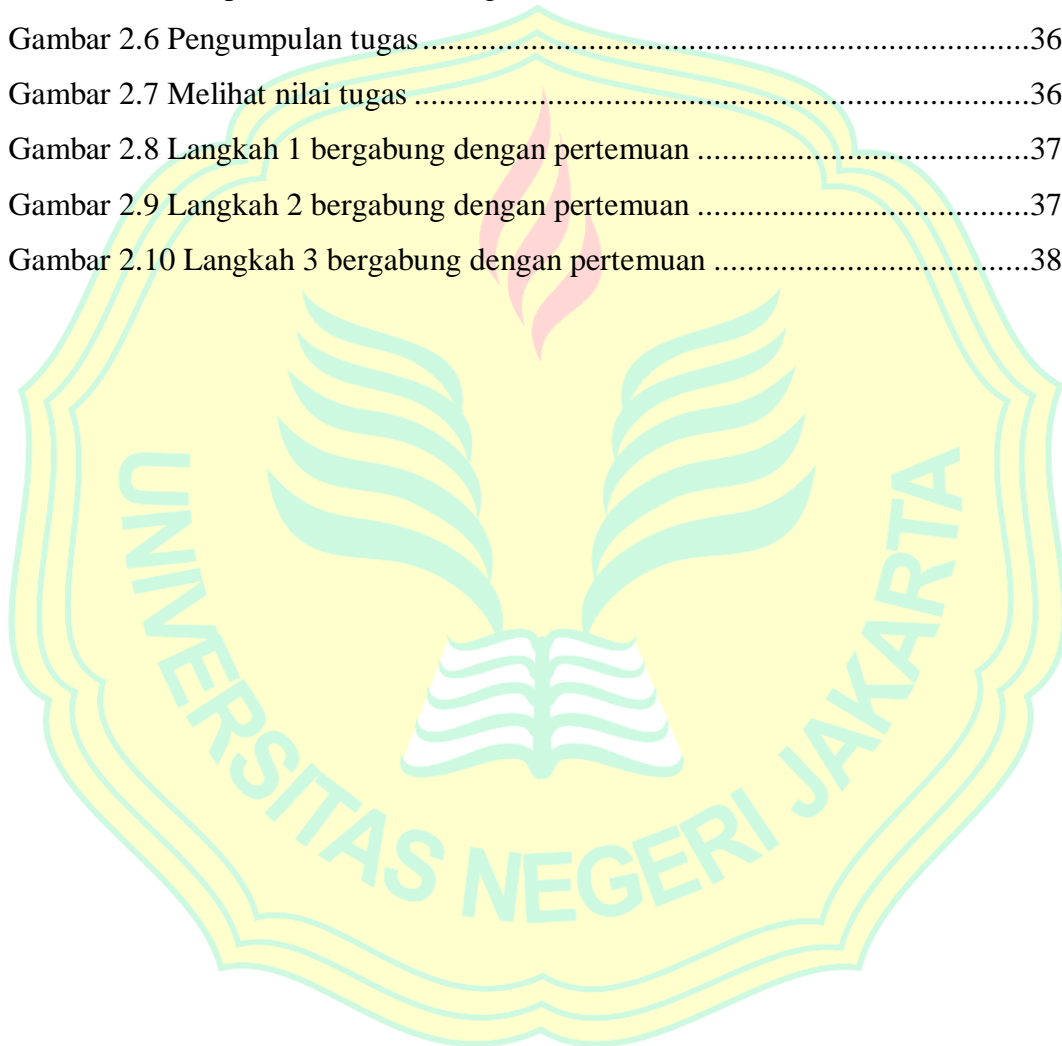 Gambar 2.6 Pengumpulan tugas..............................................................................36
Gambar 2.7 Melihat nilai tugas ..............................................................................36
Gambar 2.8 Langkah 1 bergabung dengan pertemuan ..........................................37
Gambar 2.9 Langkah 2 bergabung dengan pertemuan ..........................................37
Gambar 2.10 Langkah 3 bergabung dengan pertemuan ........................................38
UNIVERSITAS NEGERI JAKARTA